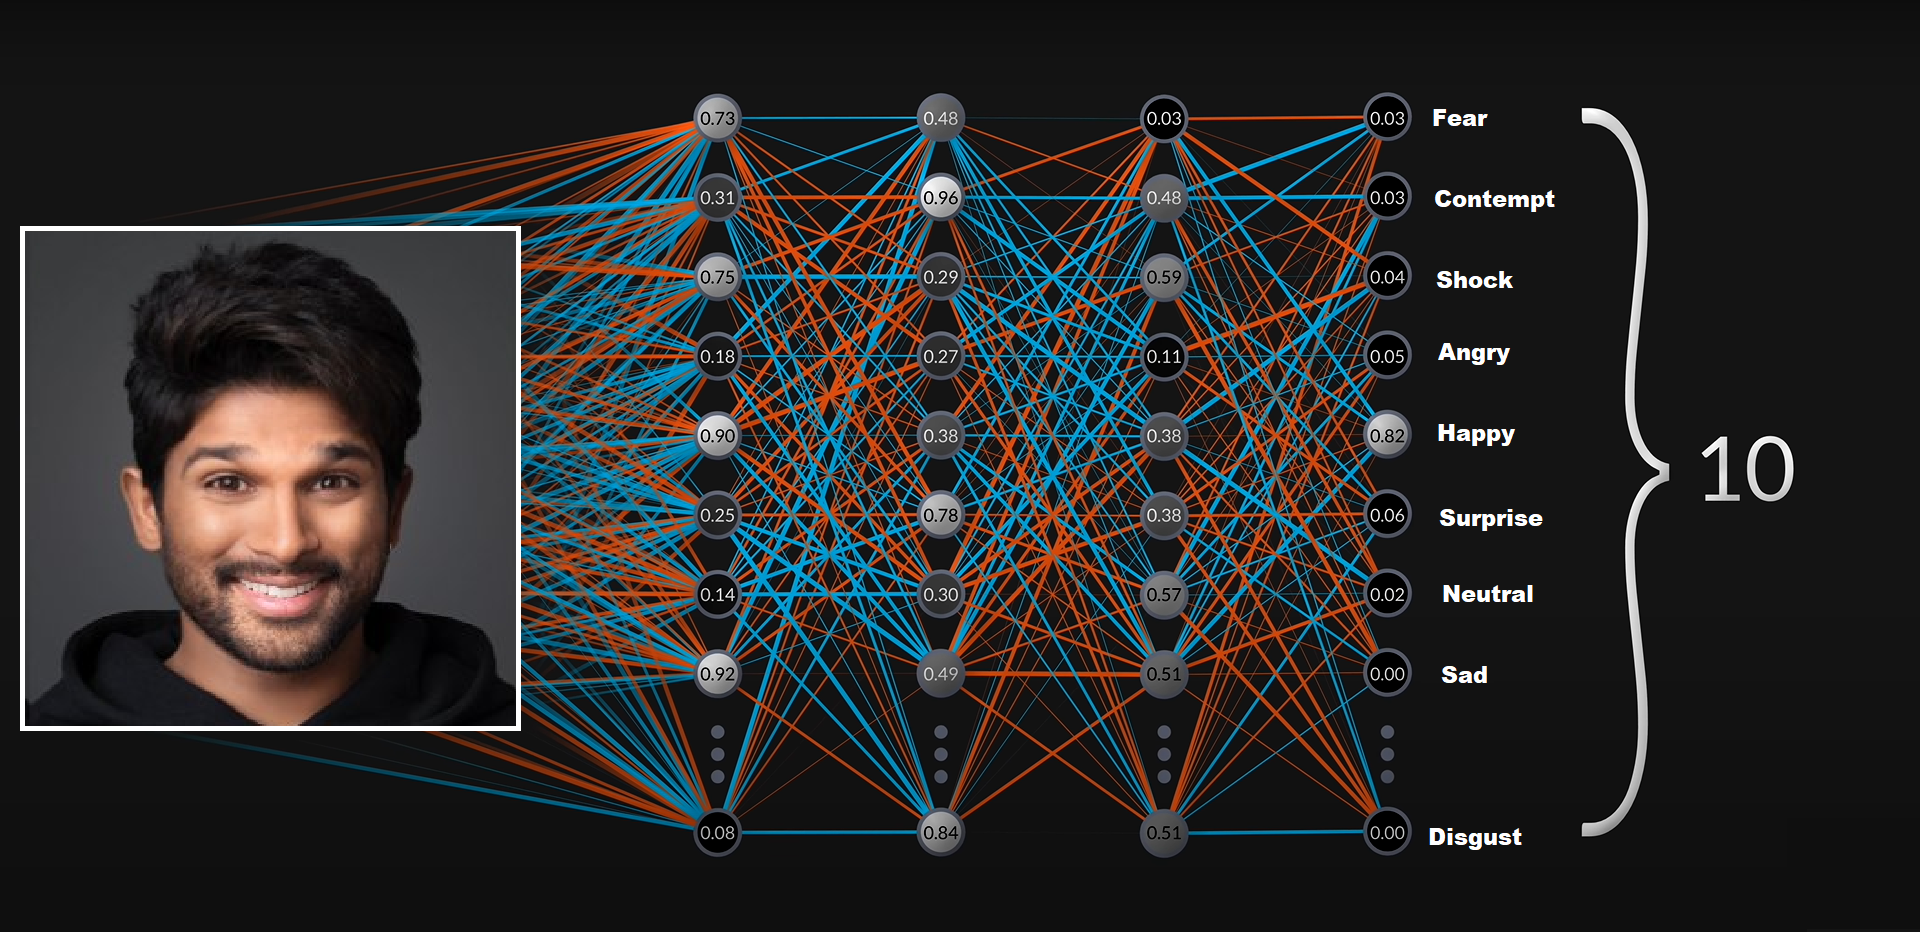 0.73 0.48 0.03 0.03 Fear
0.31 0.96 0.48 0.03 Contempt
0.75 0.29 0.59 0.04 Shock
0.18 0.27 0.11 0.05 Angry
0.90 0.38 0.38 0.82 Happy
10
0.25 0.78 0.38 0.06 Surprise
0.14 0.30 0.57 0.02 Neutral
0.92 0.49 0.51 0.00 Sad
0.08 0.84 0.51 0.00 Disgust